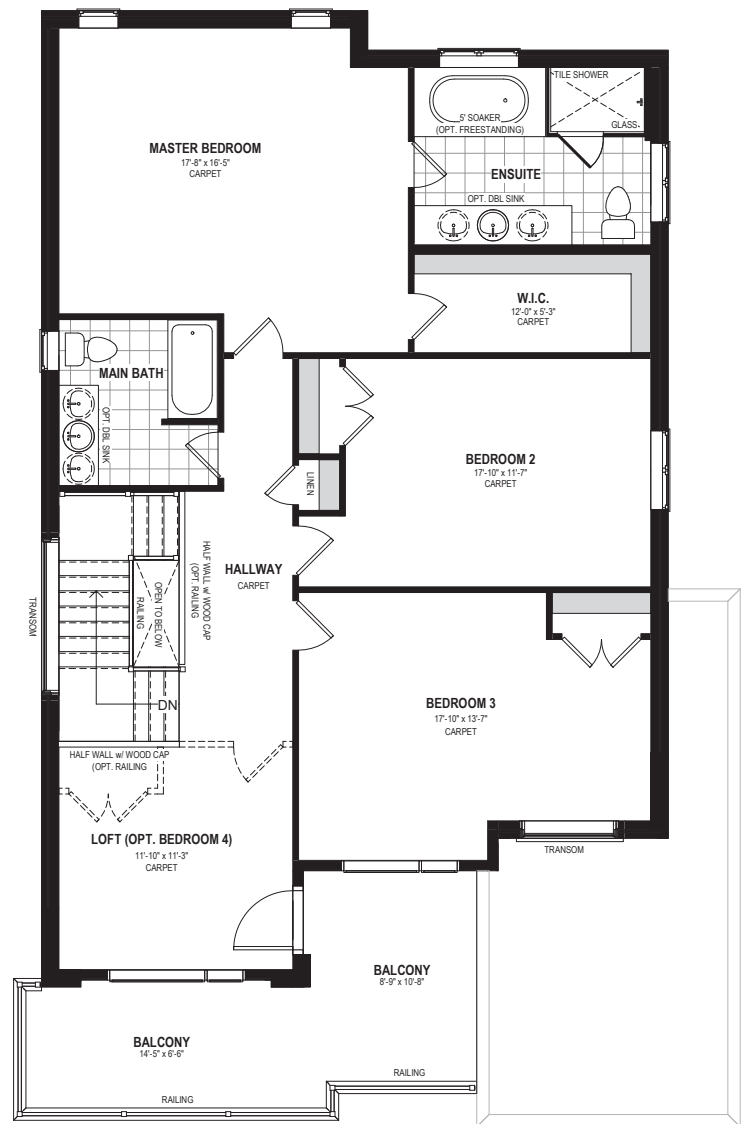 TILE SHOWER
5' SOAKER
(OPT. FREESTANDING)
GLASS
MASTER BEDROOM
17'-8" x 16'-5"
CARPET
ENSUITE
OPT. DBL SINK
W.I.C.
12'-0" x 5'-3"
CARPET
MAIN BATH
OPT. DBL SINK
BEDROOM 2
17'-10" x 11'-7"
CARPET
LINEN
HALLWAY
CARPET
HALF WALL w/ WOOD CAP
(OPT. RAILING
OPEN TO BELOW
RAILING
TRANSOM
DN
BEDROOM 3
17'-10" x 13'-7"
CARPET
HALF WALL w/ WOOD CAP
(OPT. RAILING
LOFT (OPT. BEDROOM 4)
11'-10" x 11'-3"
CARPET
TRANSOM
BALCONY
8'-9" x 10'-8"
BALCONY
14'-5" x 6'-6"
RAILING
RAILING